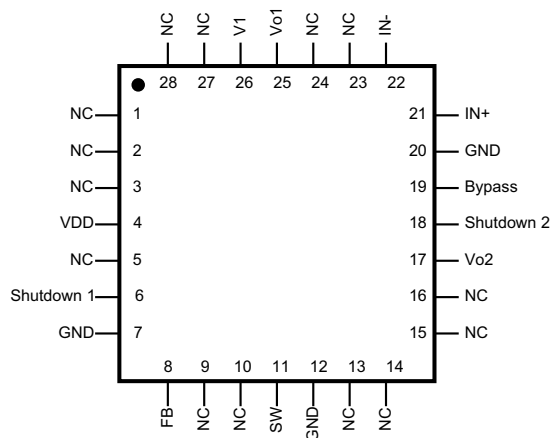 NC NC V1 Vo1 NC NC IN-
28 27 26 25 24 23 22
NC 1 21 IN+
NC 2 20 GND
NC 3 19 Bypass
VDD 4 18 Shutdown 2
NC 5 17 Vo2
Shutdown 1 6 16 NC
GND 7 15 NC
8 9 10 11 12 13 14
FB NC NC SW GND NC NC